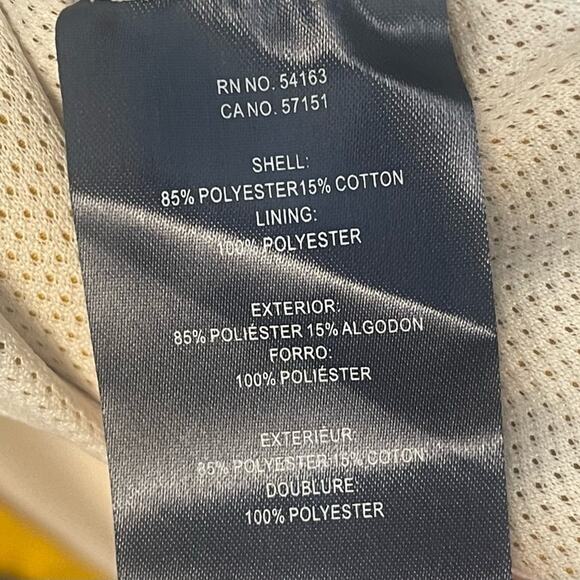 RN NO. 54163
CA NO. 57151
SHELL:
85% POLYESTER15% COTTON
LINING:
100% POLYESTER
EXTERIOR:
85% POLIÉSTER 15% ALGODON
FORRO:
100% POLIÉSTER
EXTERIEUR:
85% POLYESTER 15% COTON
DOUBLURE:
100% POLYESTER